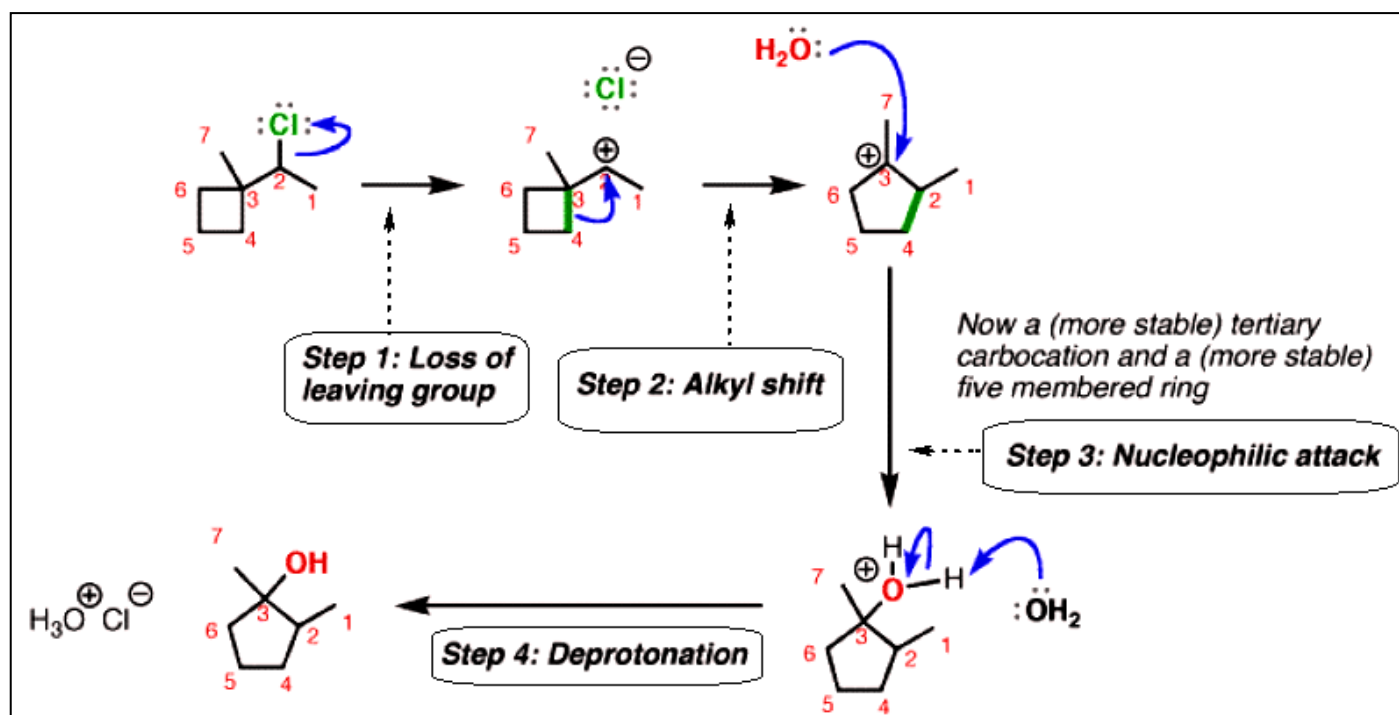 H₂O:
:Cl: ⊖
7
:Cl:
7 2 1 3 6 5 4
7 ⊕ 3 1 6 5 4
⊕ 3 1 2 6 5 4
Step 1: Loss of
leaving group
Step 2: Alkyl shift
Now a (more stable) tertiary
carbocation and a (more stable)
five membered ring
Step 3: Nucleophilic attack
H
7 ⊕ O H
:OH₂
3 1 2 6 5 4
7
OH
H₃O⊕ Cl⊖
3 1 6 2 5 4
Step 4: Deprotonation